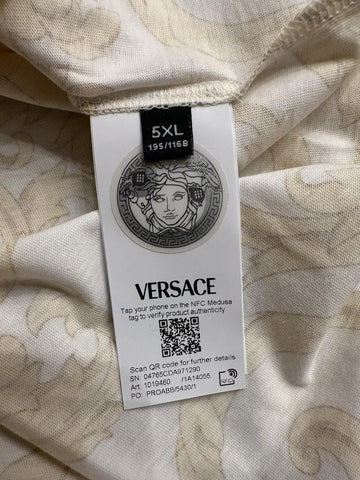 5XL
195/116B
VERSACE
Tap your phone on the NFC Medusa
tag to verify product authenticity
Scan QR code for further details
SN: 04765CDA971290
Art: 1019460 /1A14055
PO: PROABB/5430/1